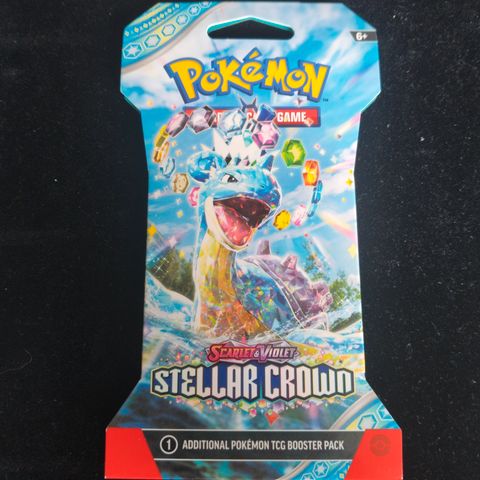 6+
POKÉMON
GAME
SCARLET & VIOLET
STELLAR CROWN
1 ADDITIONAL POKÉMON TCG BOOSTER PACK